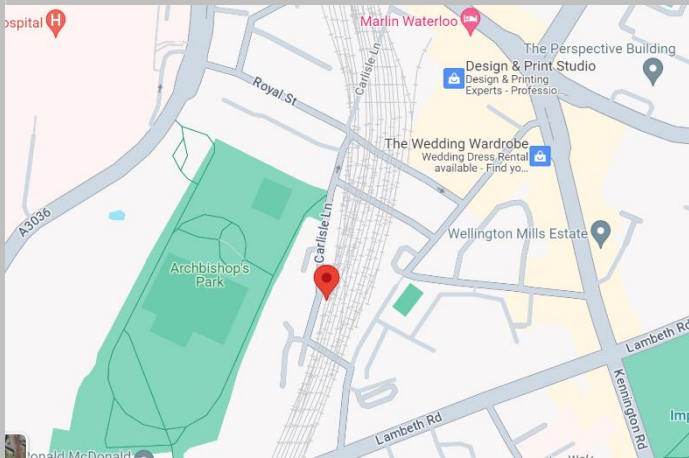 ospital
H
Marlin Waterloo
Carlisle Ln
The Perspective Building
Design & Print Studio
Design & Printing
Experts - Professio...
Royal St
The Wedding Wardrobe
Wedding Dress Rental
available - Find yo...
A3036
Carlisle Ln
Wellington Mills Estate
Archbishop's
Park
Lambeth Rd
Kennington Rd
Imp
Lambeth Rd
onald McDonald